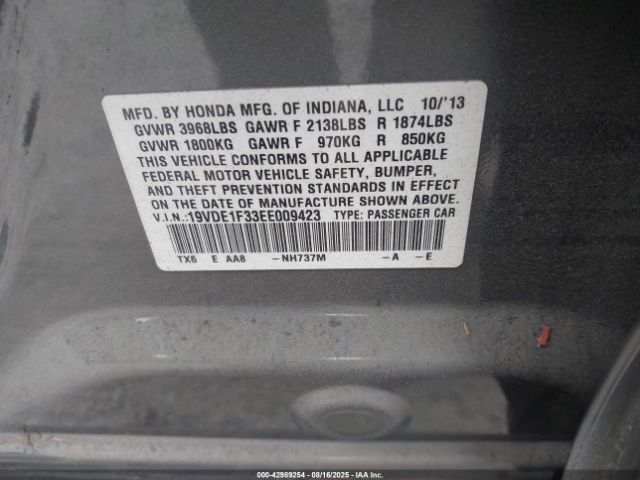 MFD. BY HONDA MFG. OF INDIANA, LLC 10/'13
GVWR 3968LBS GAWR F 2138LBS R 1874LBS
GVWR 1800KG GAWR F 970KG R 850KG
THIS VEHICLE CONFORMS TO ALL APPLICABLE
FEDERAL MOTOR VEHICLE SAFETY, BUMPER,
AND THEFT PREVENTION STANDARDS IN EFFECT
ON THE DATE OF MANUFACTURE SHOWN ABOVE.
V.I.N.:19VDE1F33EE009423 TYPE: PASSENGER CAR
TX6 E AA8 -NH737M -A -E
000-42989254 | 08/16/2025 | IAA Inc.